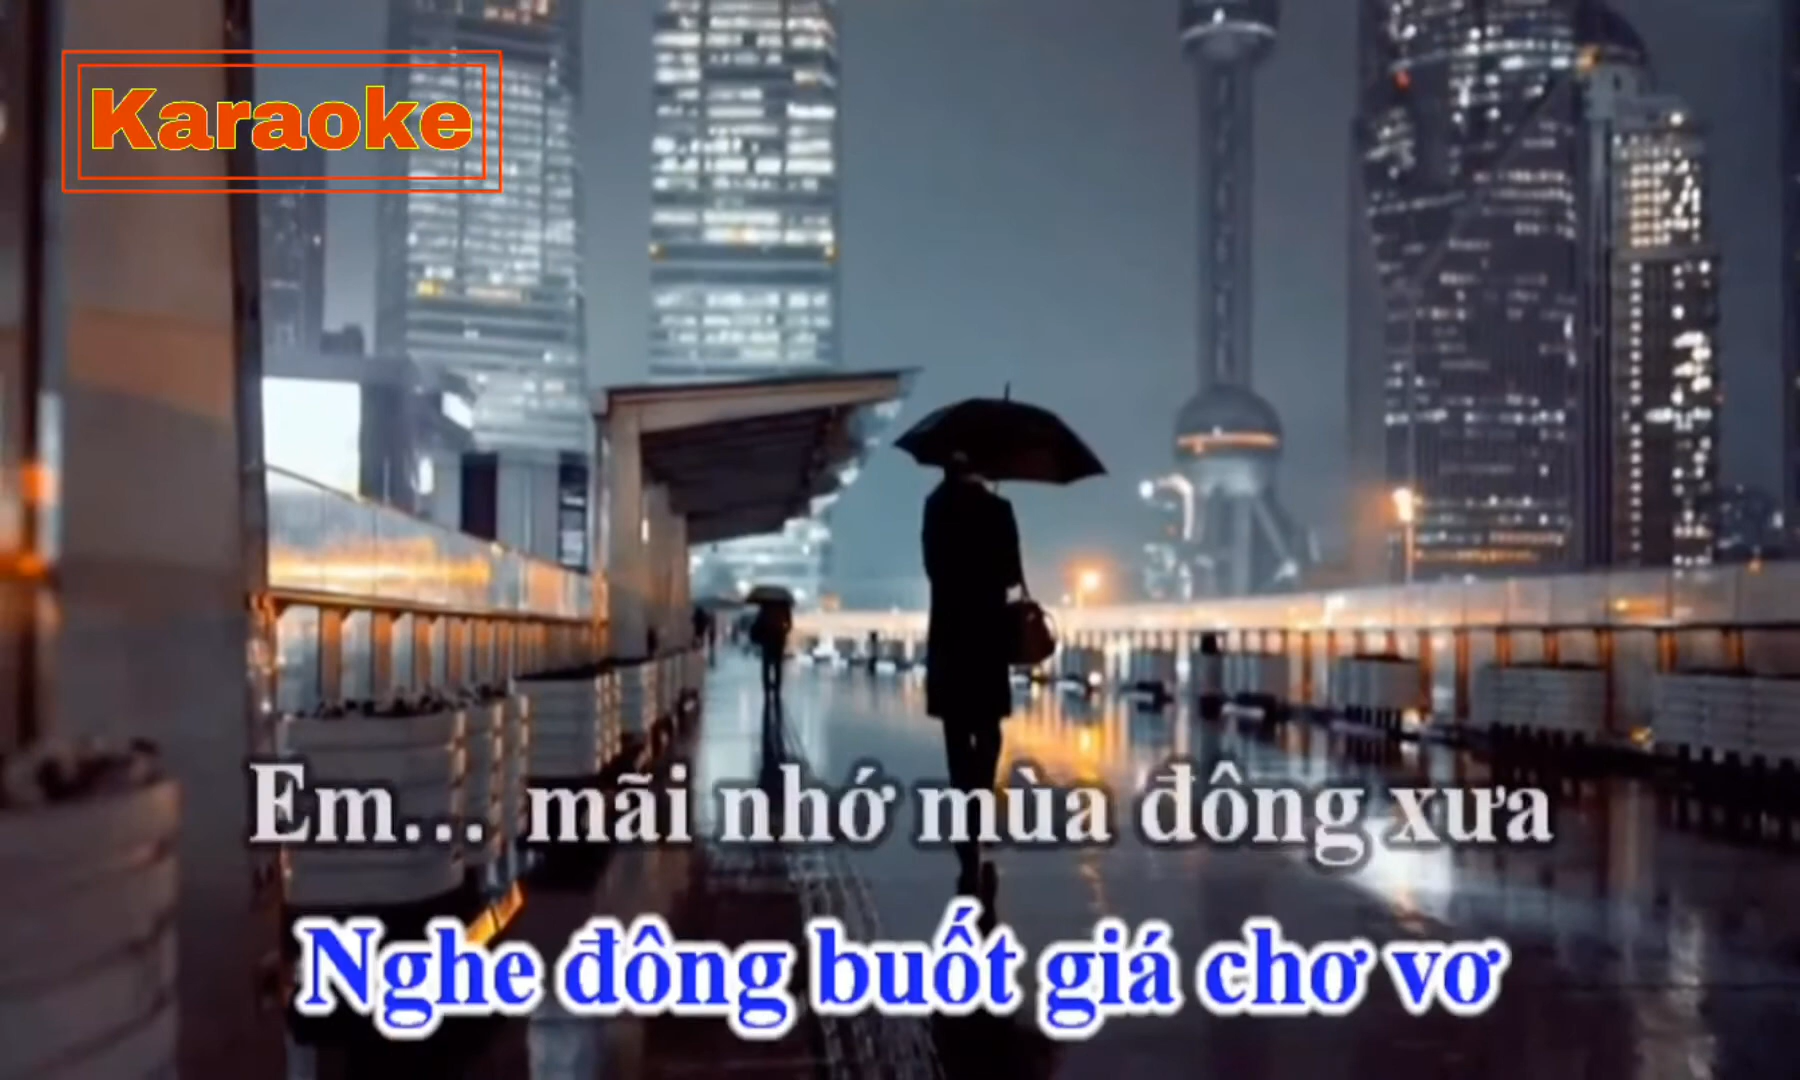 Karaoke
Em... mãi nhớ mùa đông xưa
Nghe đông buốt giá chơ vơ